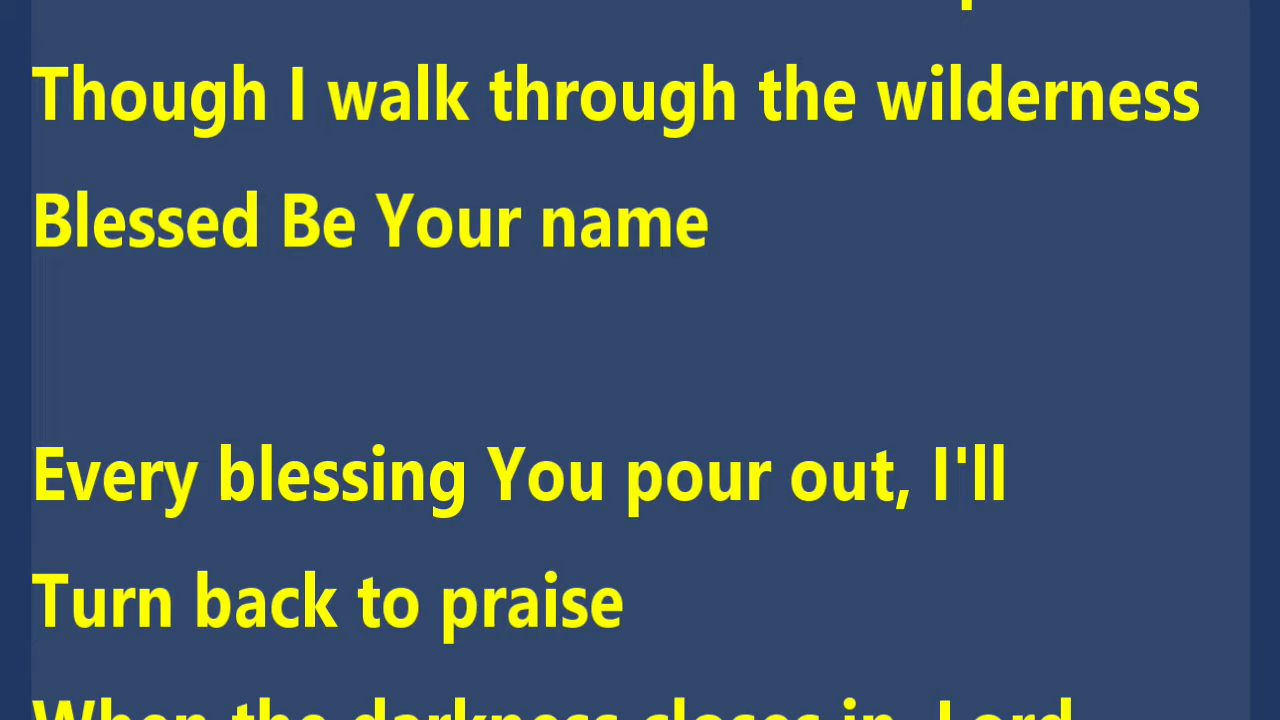 Though I walk through the wilderness
Blessed Be Your name
Every blessing You pour out, I'll
Turn back to praise
When the darkness closes in, Lord